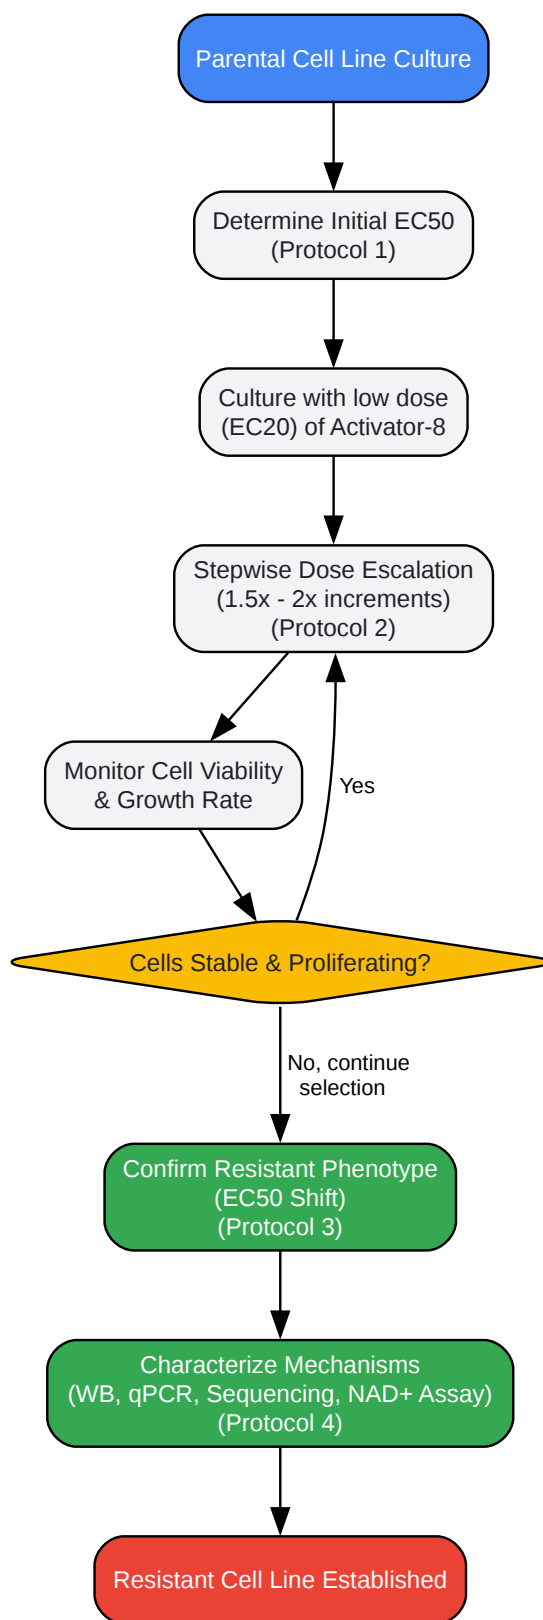 Parental Cell Line Culture
Determine Initial EC50
(Protocol 1)
Culture with low dose
(EC20) of Activator-8
Stepwise Dose Escalation
(1.5x - 2x increments)
(Protocol 2)
Monitor Cell Viability
& Growth Rate
Yes
Cells Stable & Proliferating?
No, continue
selection
Confirm Resistant Phenotype
(EC50 Shift)
(Protocol 3)
Characterize Mechanisms
(WB, qPCR, Sequencing, NAD+ Assay)
(Protocol 4)
Resistant Cell Line Established